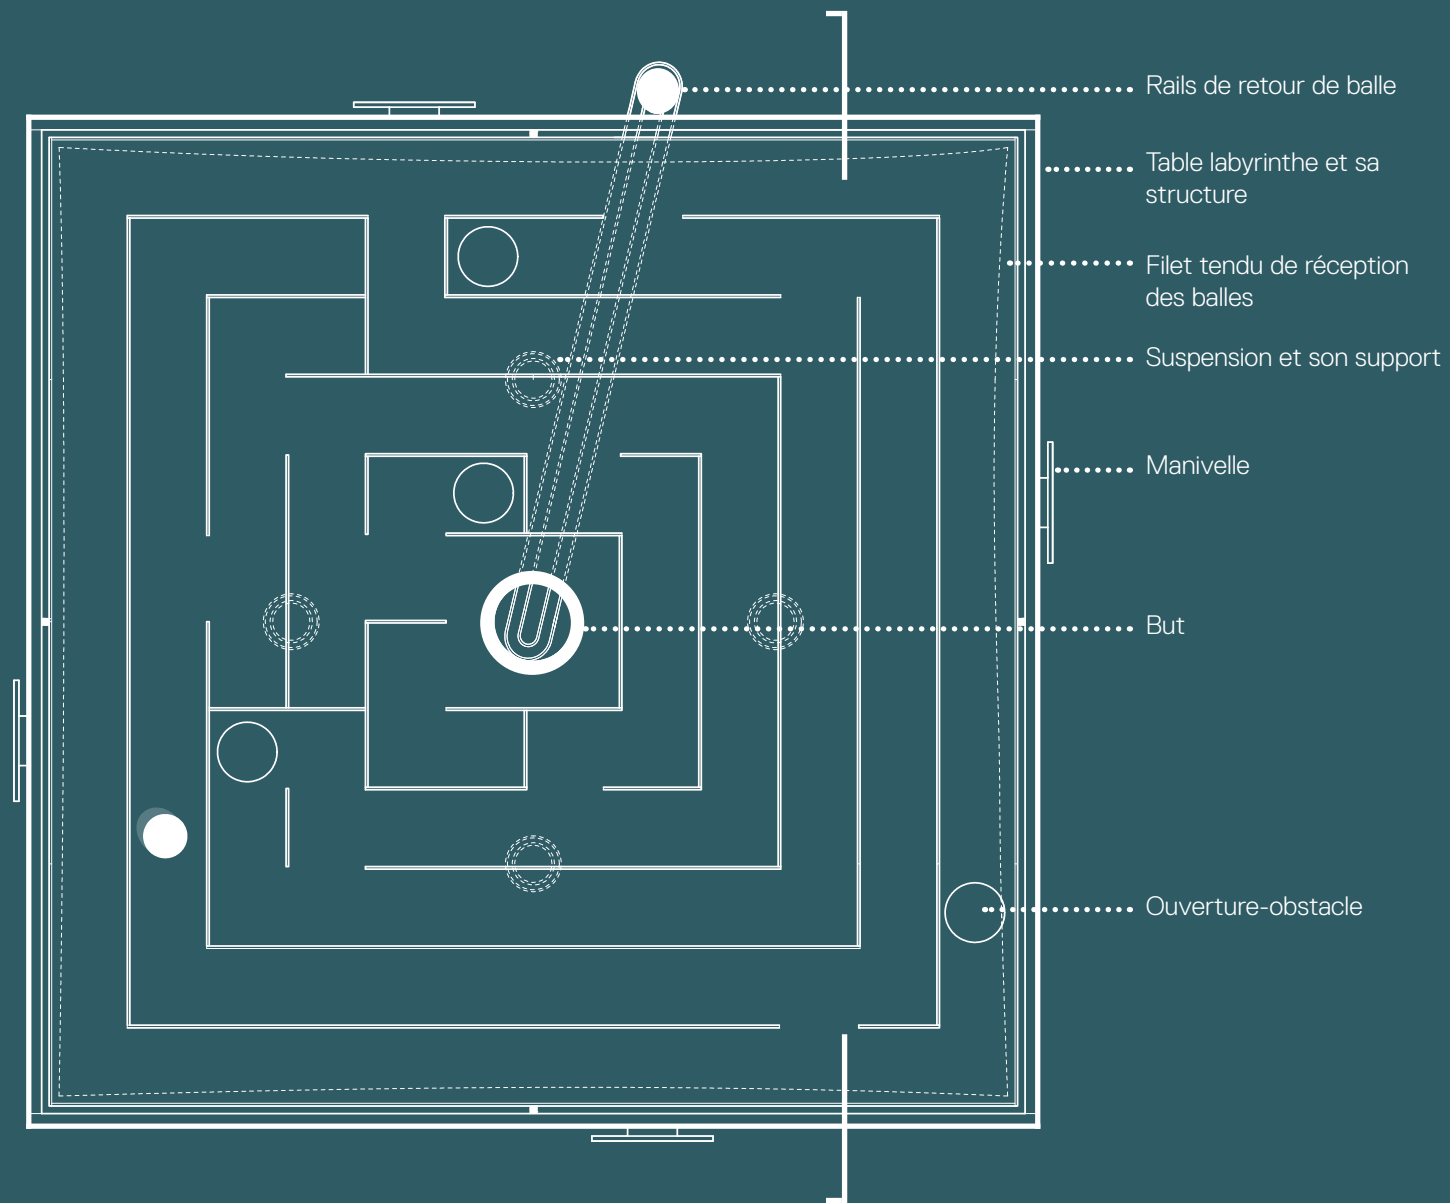 Rails de retour de balle
Table labyrinthe et sa
structure
Filet tendu de réception
des balles
Suspension et son support
Manivelle
But
Ouverture-obstacle